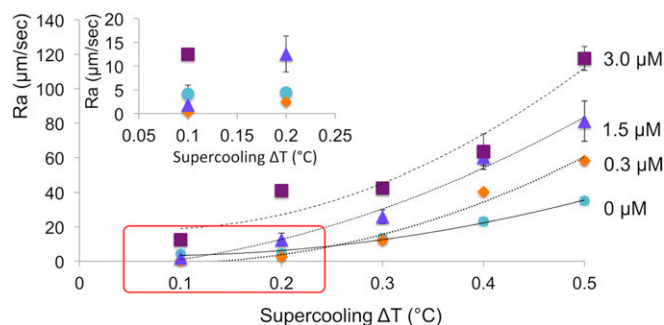 140
120
100
80
60
40
20
0
Ra (µm/sec)
20
15
10
5
0
Ra (µm/sec)
0.05 0.15 0.25
0.1 0.2
Supercooling ΔT (°C)
3.0 µM
1.5 µM
0.3 µM
0 µM
0 0.1 0.2 0.3 0.4 0.5
Supercooling ΔT (°C)